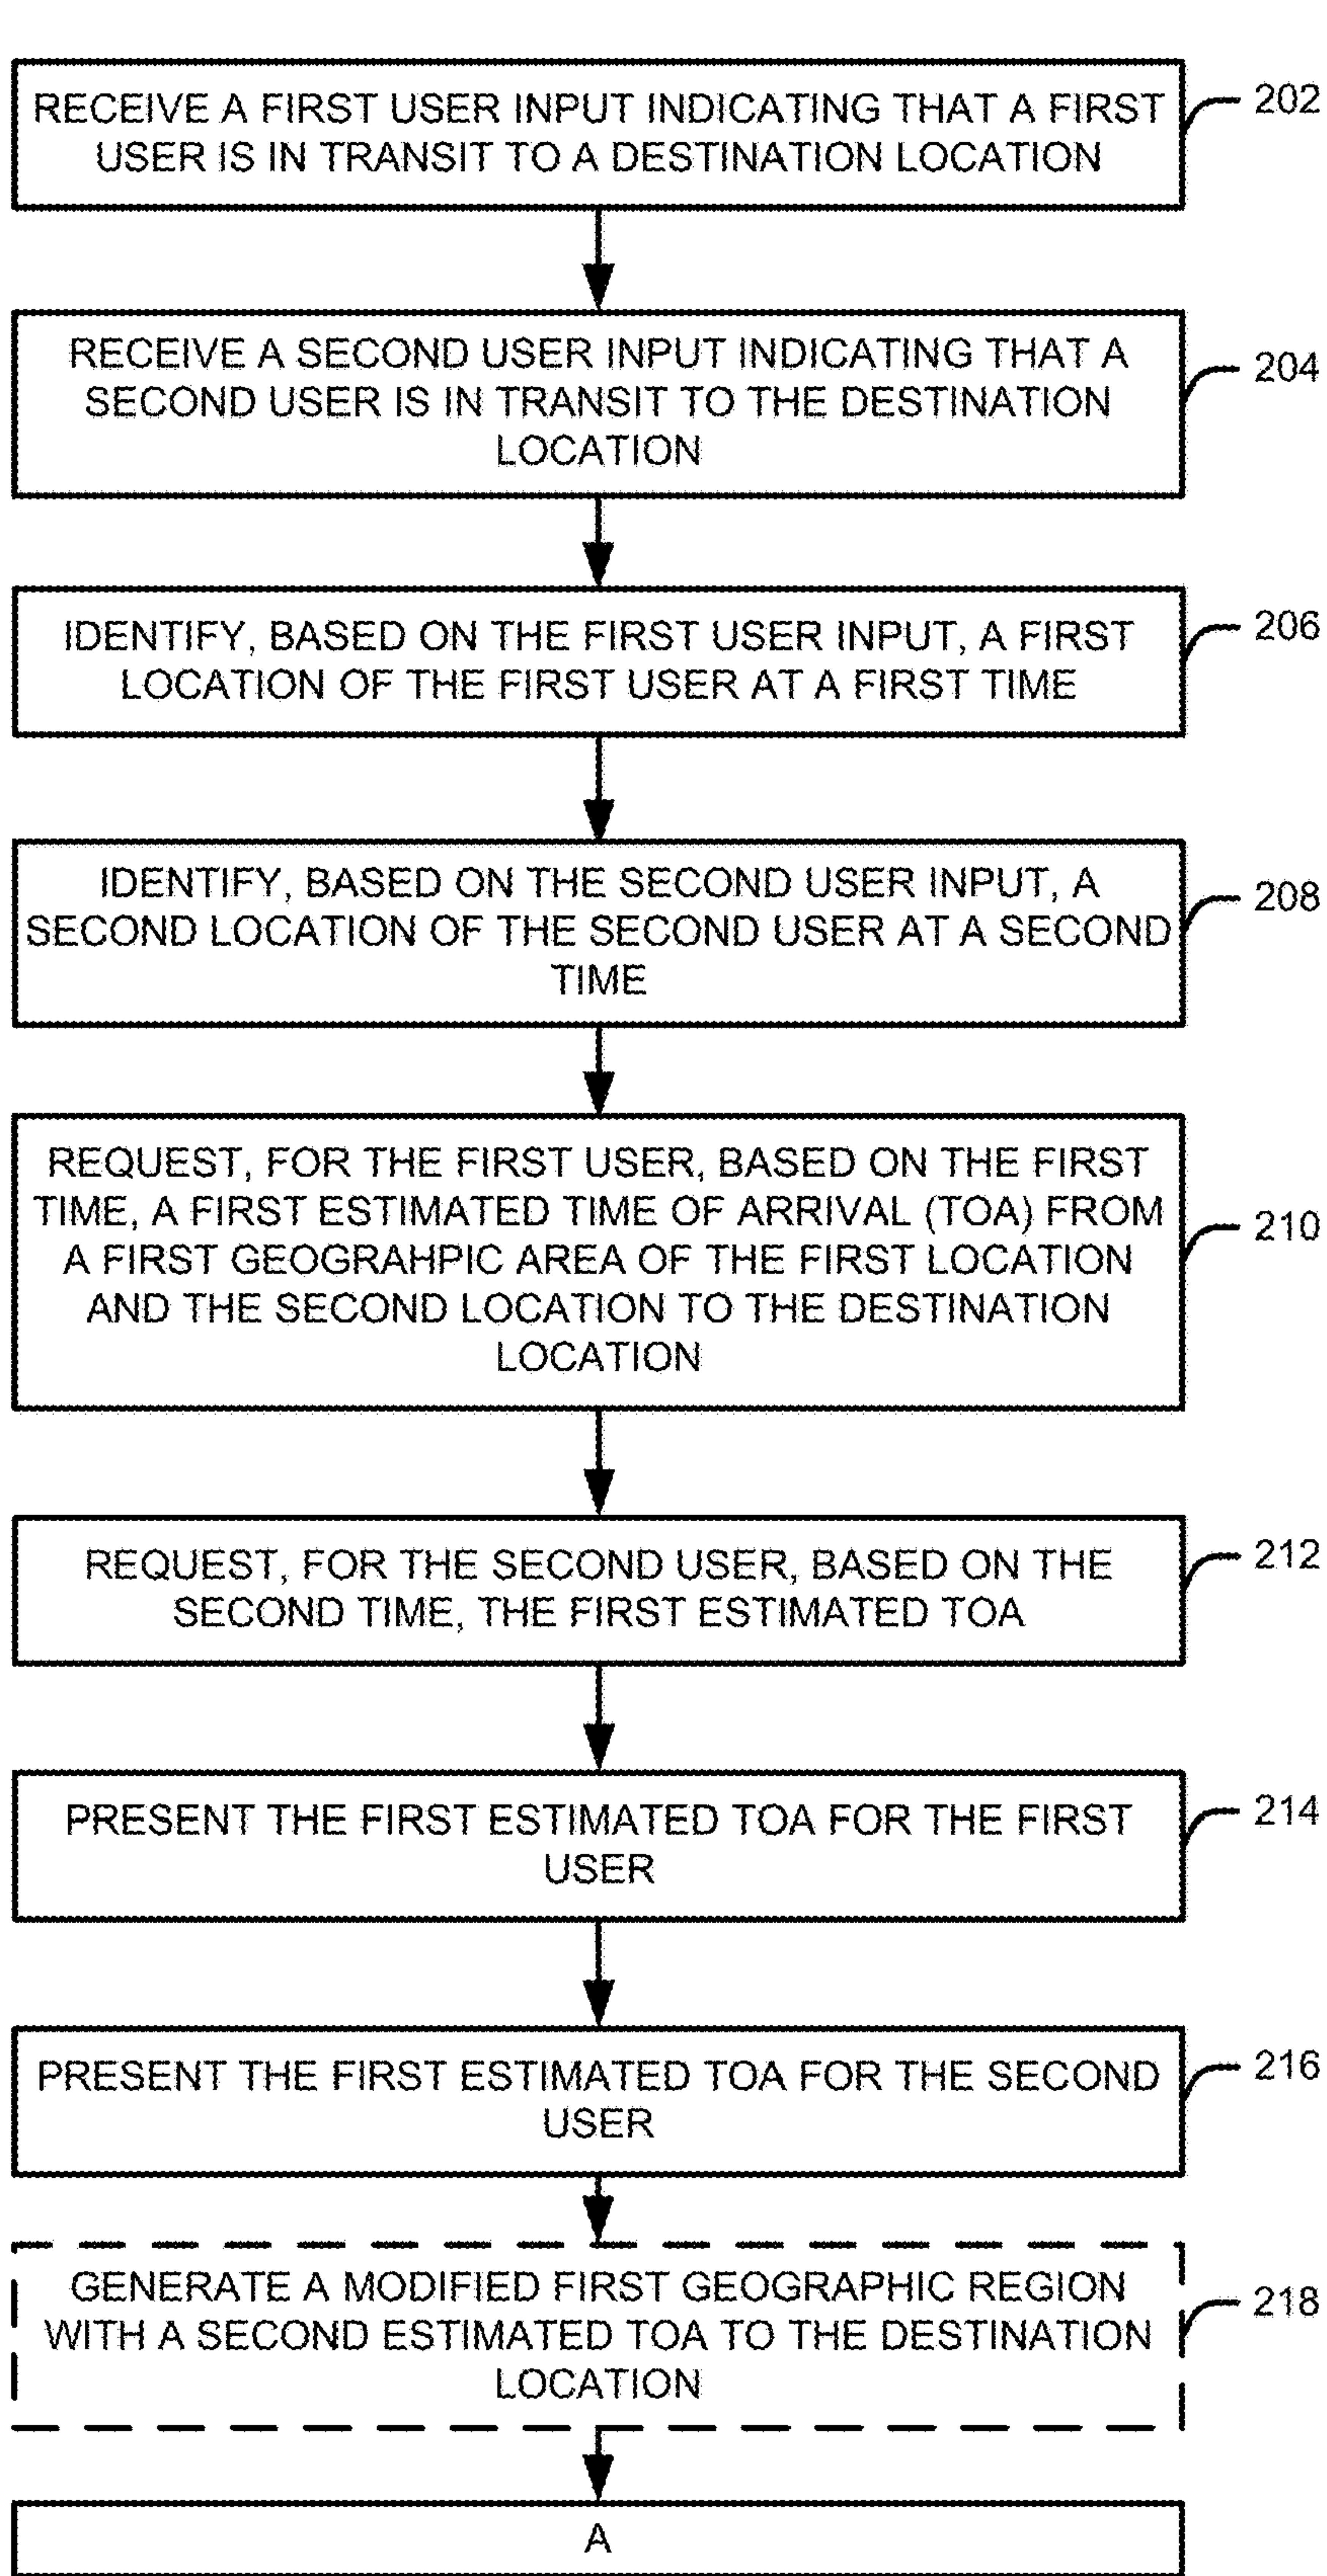 RECEIVE A FIRST USER INPUT INDICATING THAT A FIRST
USER IS IN TRANSIT TO A DESTINATION LOCATION
202
RECEIVE A SECOND USER INPUT INDICATING THAT A
SECOND USER IS IN TRANSIT TO THE DESTINATION
LOCATION
204
IDENTIFY, BASED ON THE FIRST USER INPUT, A FIRST
LOCATION OF THE FIRST USER AT A FIRST TIME
206
IDENTIFY, BASED ON THE SECOND USER INPUT, A
SECOND LOCATION OF THE SECOND USER AT A SECOND
TIME
208
REQUEST, FOR THE FIRST USER, BASED ON THE FIRST
TIME, A FIRST ESTIMATED TIME OF ARRIVAL (TOA) FROM
A FIRST GEOGRAHPIC AREA OF THE FIRST LOCATION
AND THE SECOND LOCATION TO THE DESTINATION
LOCATION
210
REQUEST, FOR THE SECOND USER, BASED ON THE
SECOND TIME, THE FIRST ESTIMATED TOA
212
PRESENT THE FIRST ESTIMATED TOA FOR THE FIRST
USER
214
PRESENT THE FIRST ESTIMATED TOA FOR THE SECOND
USER
216
GENERATE A MODIFIED FIRST GEOGRAPHIC REGION
WITH A SECOND ESTIMATED TOA TO THE DESTINATION
LOCATION
218
A